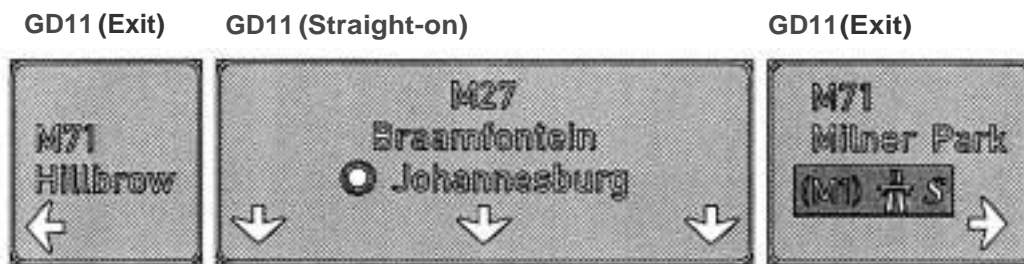 GD11 (Exit)
GD11 (Straight-on)
GD11 (Exit)
M71
Hillbrow
M27
Braamfontein
Johannesburg
M71
Milner Park
(M1) S